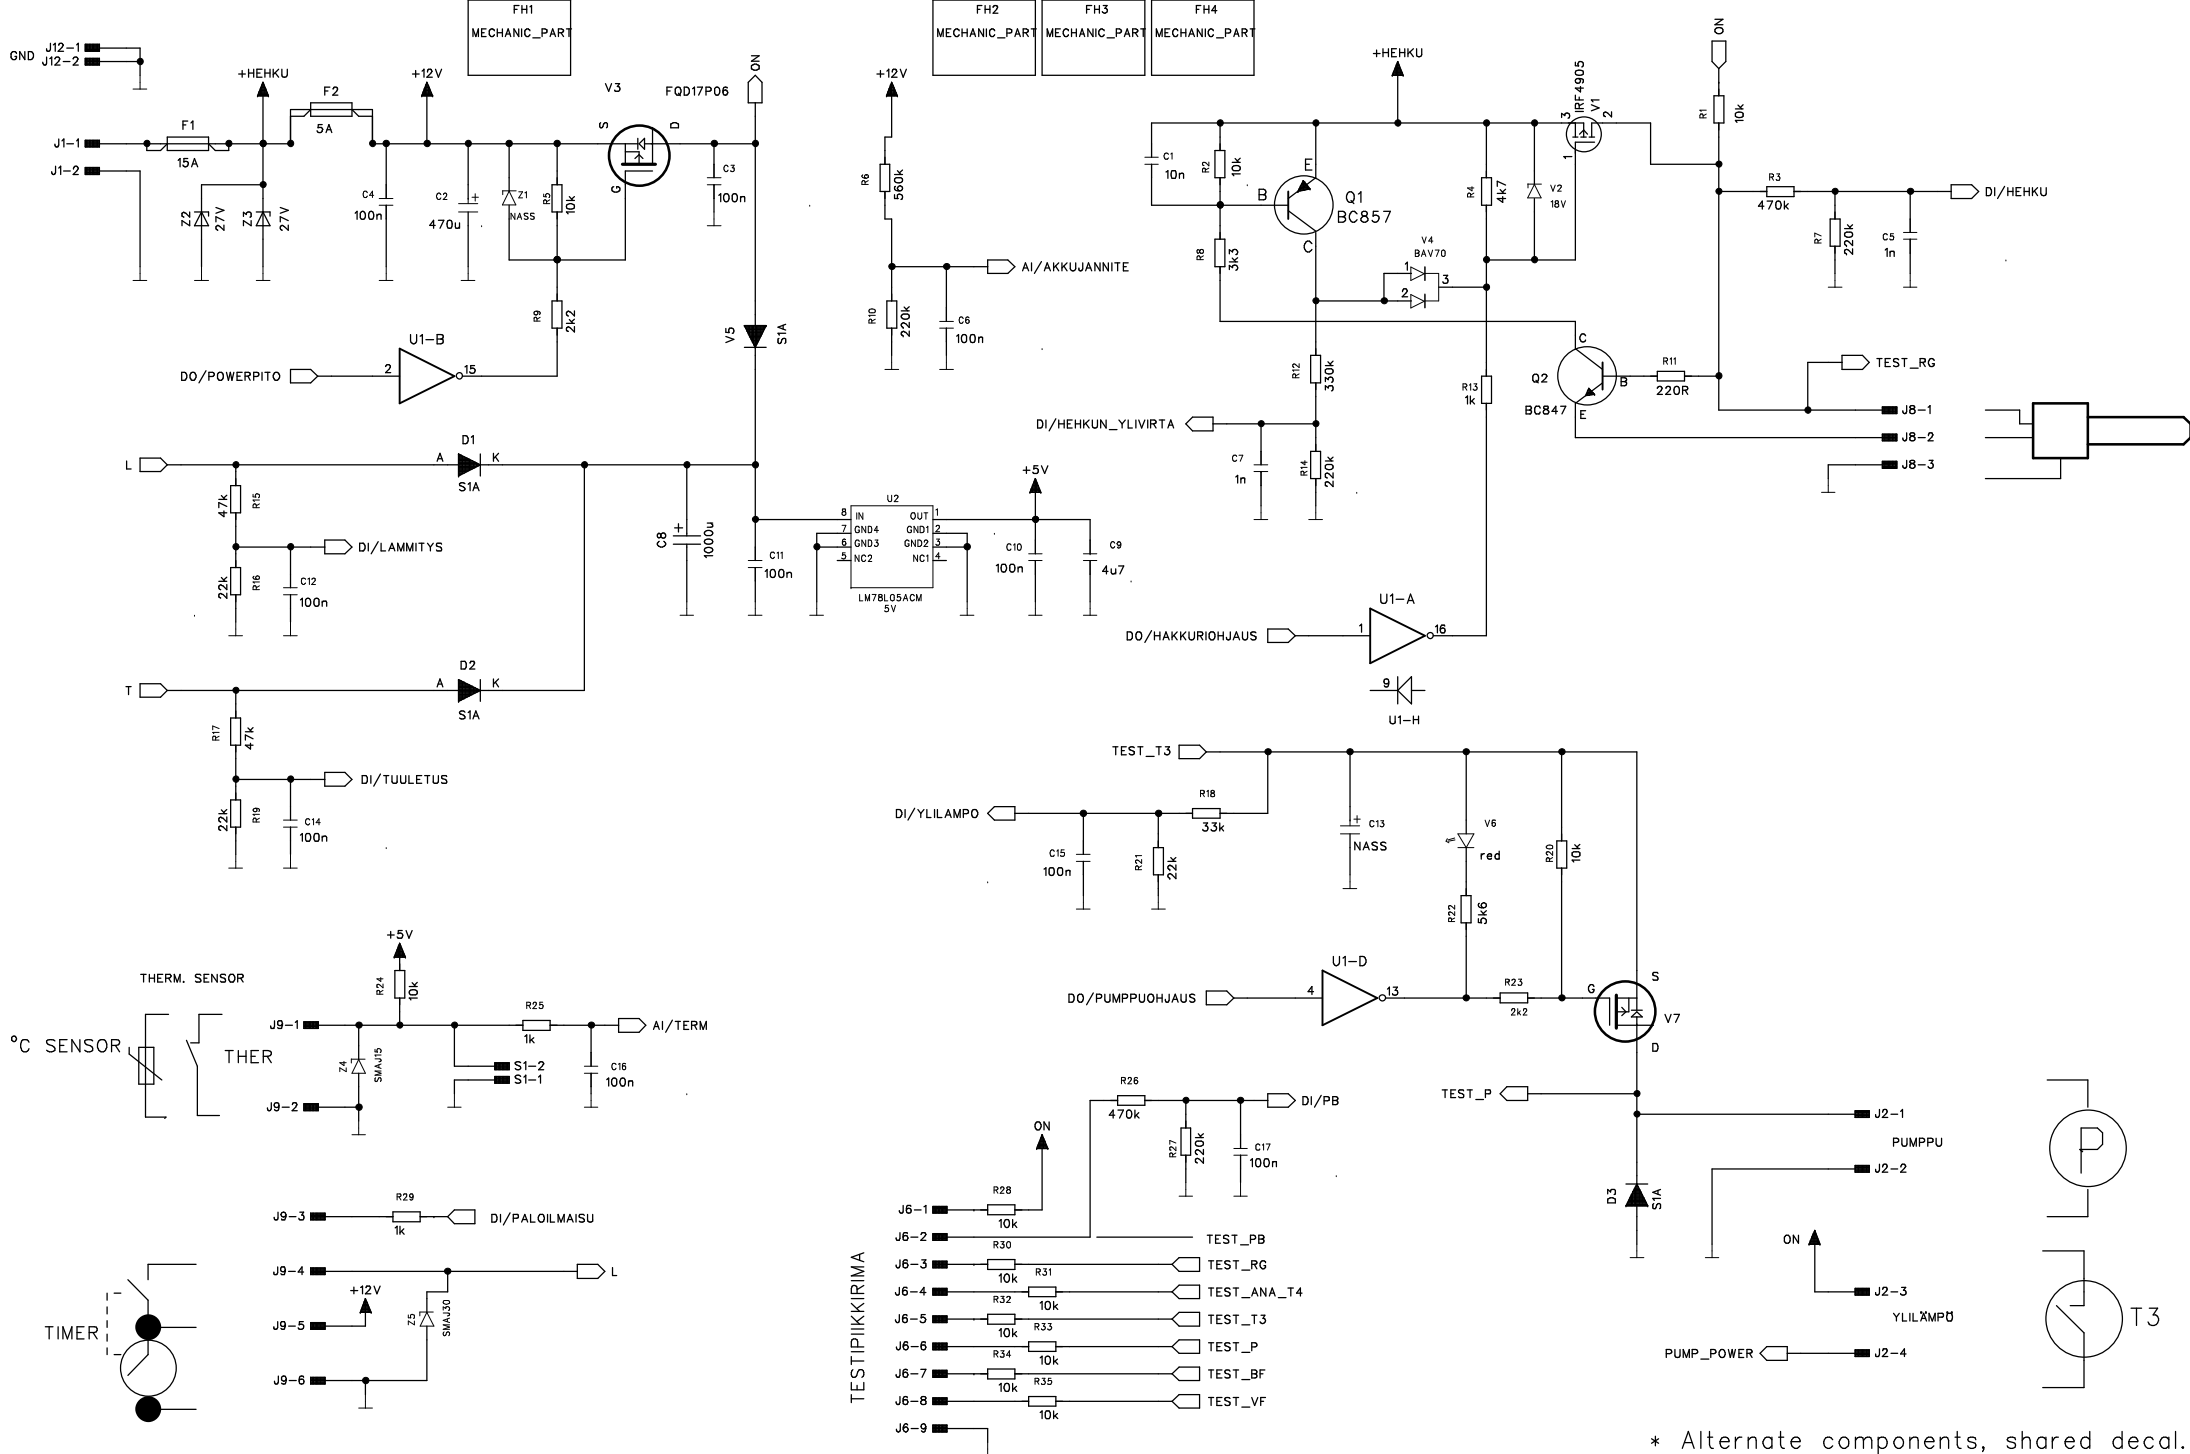 FH1
MECHANIC_PART
FH2
MECHANIC_PART
FH3
MECHANIC_PART
FH4
MECHANIC_PART
GND
J12-1
J12-2
+HEHKU
F2
5A
+12V
V3
FQD17P06
ON
F1
15A
J1-1
J1-2
S
D
G
Z2
27V
Z3
27V
C4
100n
C2
470u
+
Z1
NASS
R5
10k
C3
100n
R9
2k2
U1-B
DO/POWERPITO
2
15
V5
S1A
+12V
R6
560k
AI/AKKUJANNITE
R10
220k
C6
100n
+HEHKU
IRF4905
V1
3
2
1
ON
R1
10k
C1
10n
R2
10k
E
B
C
Q1
BC857
R4
4k7
V2
18V
R3
470k
DI/HEHKU
R7
220k
C5
1n
R8
3k3
V4
BAV70
1
2
3
R12
330k
R13
1k
C
Q2
BC847
B
E
R11
220R
TEST_RG
J8-1
J8-2
J8-3
DI/HEHKUN_YLIVIRTA
C7
1n
R14
220k
L
D1
A
K
S1A
R15
47k
DI/LAMMITYS
R16
22k
C12
100n
C8
+
1000u
C11
100n
U2
8
IN
OUT
1
7
GND4
GND1
2
6
GND3
GND2
3
5
NC2
NC1
4
LM78L05ACM
5V
+5V
C10
100n
C9
4u7
U1-A
DO/HAKKURIOHJAUS
1
16
9
U1-H
T
D2
A
K
S1A
R17
47k
DI/TUULETUS
R19
22k
C14
100n
TEST_T3
DI/YLILAMPO
R18
33k
C15
100n
R21
22k
C13
+
NASS
V6
red
R22
5k6
R20
10k
U1-D
DO/PUMPPUOHJAUS
4
13
R23
2k2
G
S
V7
D
THERM. SENSOR
+5V
R24
10k
R25
1k
AI/TERM
J9-1
°C SENSOR
THER
Z4
SMAJ15
S1-2
S1-1
C16
100n
J9-2
R26
470k
DI/PB
R27
220k
C17
100n
TEST_P
J2-1
PUMPPU
J2-2
P
D3
S1A
ON
J2-3
YLILÄMPÖ
T3
PUMP_POWER
J2-4
R29
J9-3
1k
DI/PALOILMAISU
J9-4
L
+12V
J9-5
Z5
SMAJ30
TIMER
J9-6
TESTIPIIKKIRIMA
ON
R28
J6-1
10k
J6-2
TEST_PB
R30
J6-3
10k
TEST_RG
R31
J6-4
10k
TEST_ANA_T4
R32
J6-5
10k
TEST_T3
R33
J6-6
10k
TEST_P
R34
J6-7
10k
TEST_BF
R35
J6-8
10k
TEST_VF
J6-9
* Alternate components, shared decal.